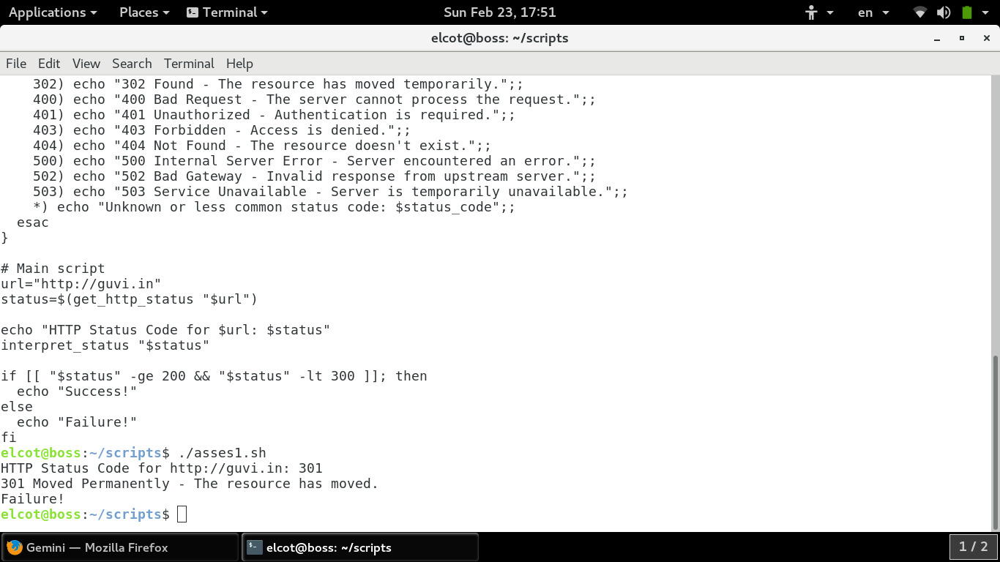 Applications Places Terminal Sun Feb 23, 17:51 en
elcot@boss: ~/scripts
File Edit View Search Terminal Help
    302) echo "302 Found - The resource has moved temporarily.";;
    400) echo "400 Bad Request - The server cannot process the request.";;
    401) echo "401 Unauthorized - Authentication is required.";;
    403) echo "403 Forbidden - Access is denied.";;
    404) echo "404 Not Found - The resource doesn't exist.";;
    500) echo "500 Internal Server Error - Server encountered an error.";;
    502) echo "502 Bad Gateway - Invalid response from upstream server.";;
    503) echo "503 Service Unavailable - Server is temporarily unavailable.";;
    *) echo "Unknown or less common status code: $status_code";;
  esac
}

# Main script
url="http://guvi.in"
status=$(get_http_status "$url")

echo "HTTP Status Code for $url: $status"
interpret_status "$status"

if [[ "$status" -ge 200 && "$status" -lt 300 ]]; then
  echo "Success!"
else
  echo "Failure!"
fi
elcot@boss:~/scripts$ ./asses1.sh
HTTP Status Code for http://guvi.in: 301
301 Moved Permanently - The resource has moved.
Failure!
elcot@boss:~/scripts$
Gemini — Mozilla Firefox elcot@boss: ~/scripts 1 / 2